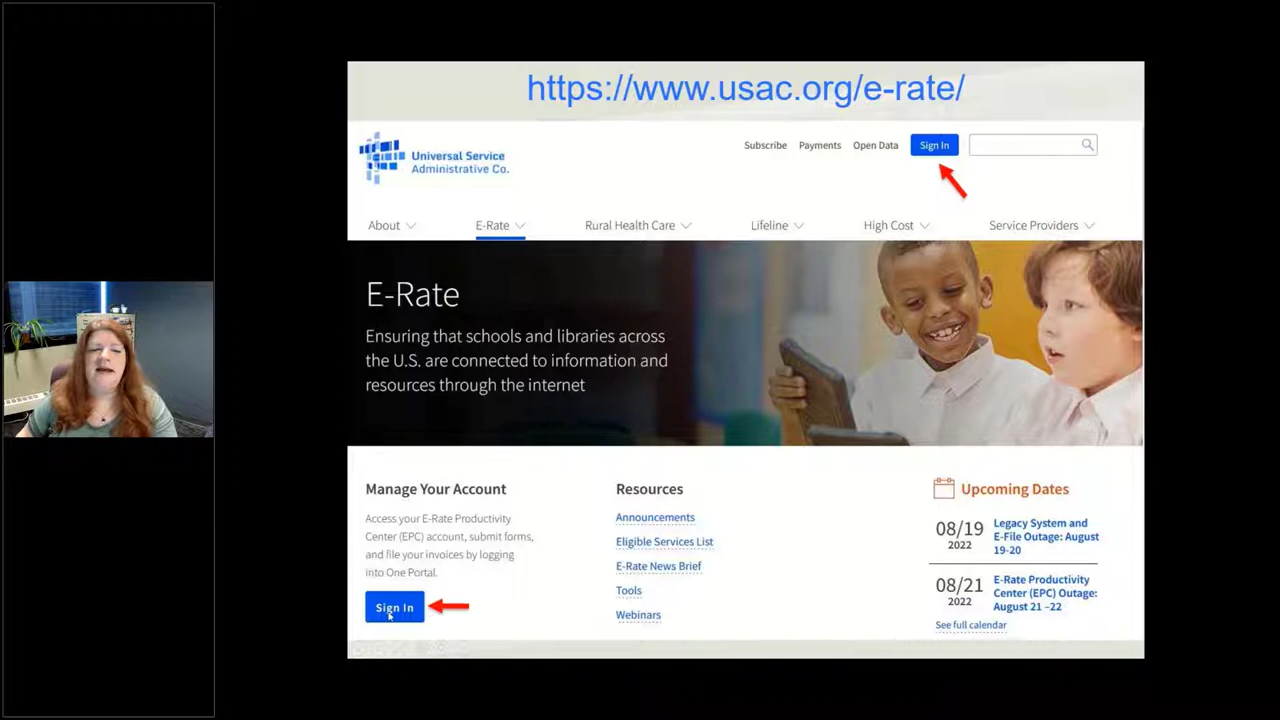 https://www.usac.org/e-rate/
Universal Service
Administrative Co.
Subscribe Payments Open Data Sign In
About E-Rate Rural Health Care Lifeline High Cost Service Providers
E-Rate
Ensuring that schools and libraries across
the U.S. are connected to information and
resources through the internet
Manage Your Account
Access your E-Rate Productivity
Center (EPC) account, submit forms,
and file your invoices by logging
into One Portal.
Sign In
Resources
Announcements
Eligible Services List
E-Rate News Brief
Tools
Webinars
Upcoming Dates
08/19
2022
Legacy System and
E-File Outage: August
19-20
08/21
2022
E-Rate Productivity
Center (EPC) Outage:
August 21 –22
See full calendar